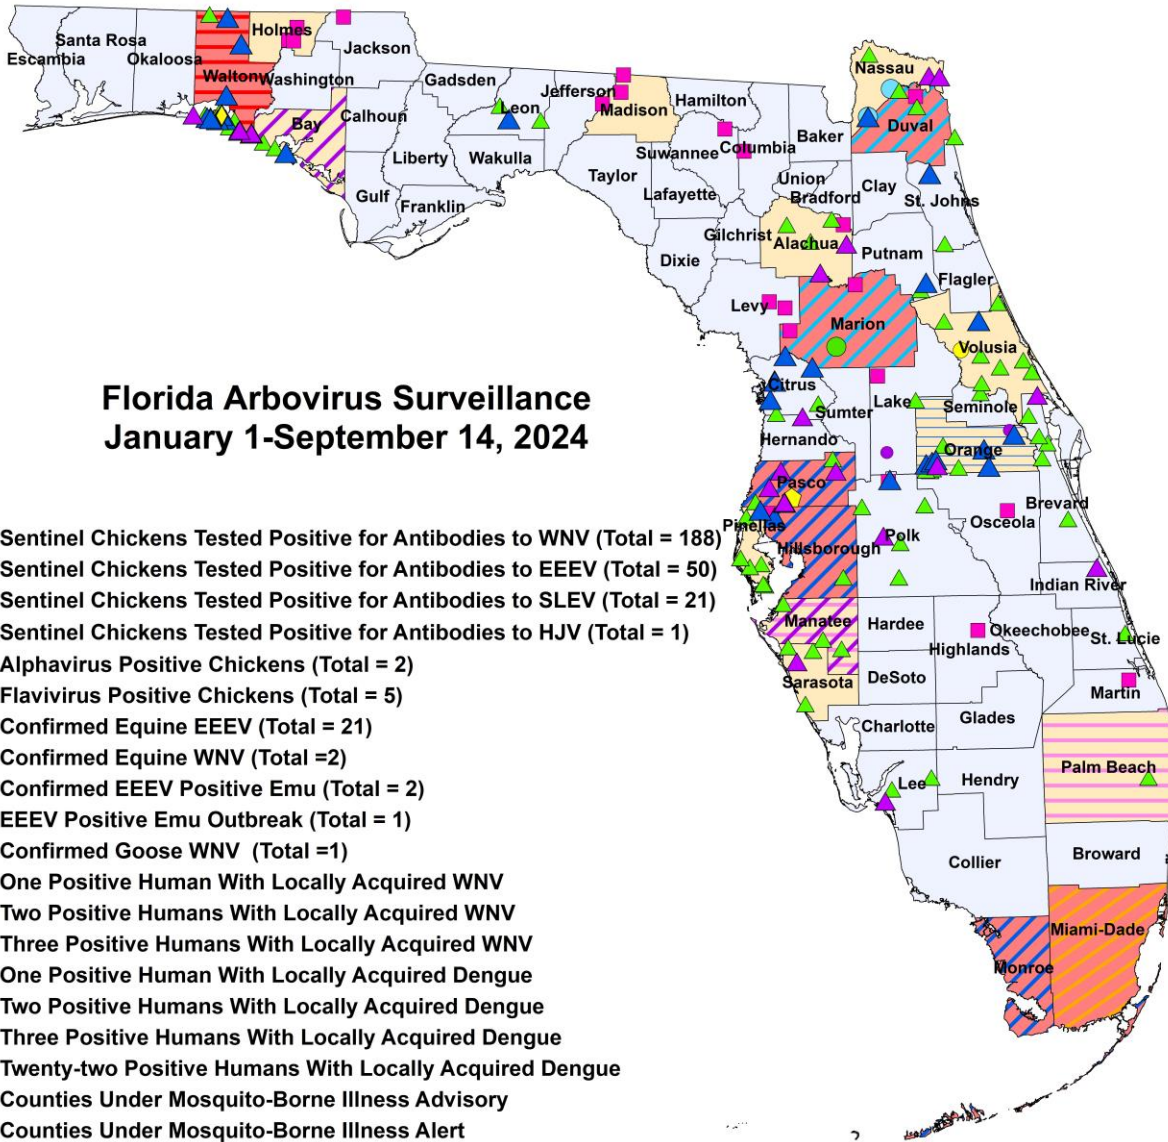 Escambia
Santa Rosa
Okaloosa
Walton
Holmes
Washington
Jackson
Bay
Calhoun
Gulf
Liberty
Franklin
Gadsden
Leon
Wakulla
Jefferson
Madison
Taylor
Hamilton
Suwannee
Lafayette
Columbia
Dixie
Gilchrist
Baker
Union
Bradford
Alachua
Levy
Nassau
Duval
Clay
St. Johns
Putnam
Flagler
Marion
Volusia
Florida Arbovirus Surveillance
January 1-September 14, 2024
Citrus
Sumter
Lake
Seminole
Hernando
Orange
Pasco
Brevard
Osceola
Pinellas
Hillsborough
Polk
Indian River
Manatee
Hardee
Highlands
Okeechobee
St. Lucie
Sarasota
DeSoto
Martin
Charlotte
Glades
Lee
Hendry
Palm Beach
Collier
Broward
Miami-Dade
Monroe
Sentinel Chickens Tested Positive for Antibodies to WNV (Total = 188)
Sentinel Chickens Tested Positive for Antibodies to EEEV (Total = 50)
Sentinel Chickens Tested Positive for Antibodies to SLEV (Total = 21)
Sentinel Chickens Tested Positive for Antibodies to HJV (Total = 1)
Alphavirus Positive Chickens (Total = 2)
Flavivirus Positive Chickens (Total = 5)
Confirmed Equine EEEV (Total = 21)
Confirmed Equine WNV (Total =2)
Confirmed EEEV Positive Emu (Total = 2)
EEEV Positive Emu Outbreak (Total = 1)
Confirmed Goose WNV (Total =1)
One Positive Human With Locally Acquired WNV
Two Positive Humans With Locally Acquired WNV
Three Positive Humans With Locally Acquired WNV
One Positive Human With Locally Acquired Dengue
Two Positive Humans With Locally Acquired Dengue
Three Positive Humans With Locally Acquired Dengue
Twenty-two Positive Humans With Locally Acquired Dengue
Counties Under Mosquito-Borne Illness Advisory
Counties Under Mosquito-Borne Illness Alert